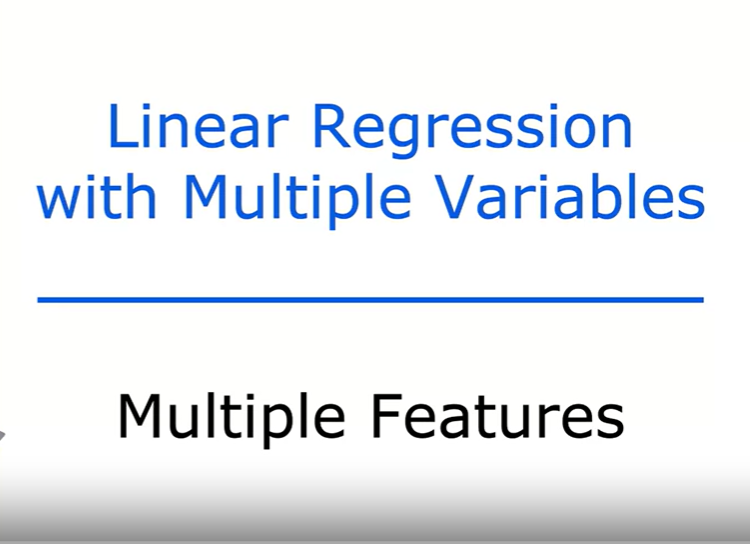 Linear Regression
with Multiple Variables
Multiple Features